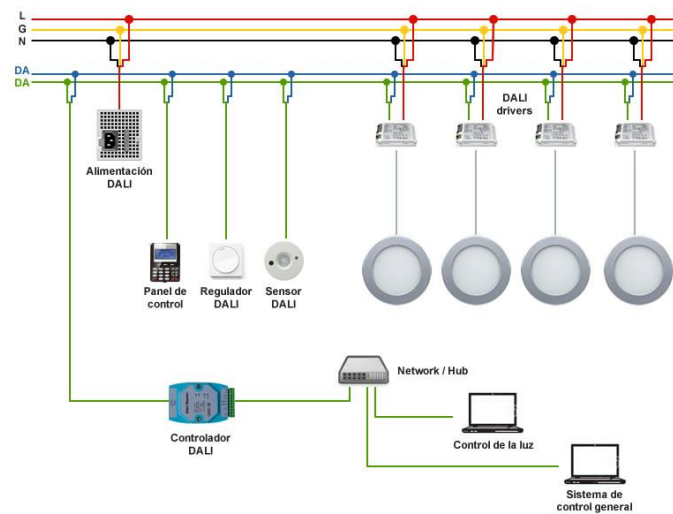 L
G
N
DA
DA
DALI
drivers
Alimentación
DALI
Panel de
control
Regulador
DALI
Sensor
DALI
Network / Hub
Controlador
DALI
Control de la luz
Sistema de
control general